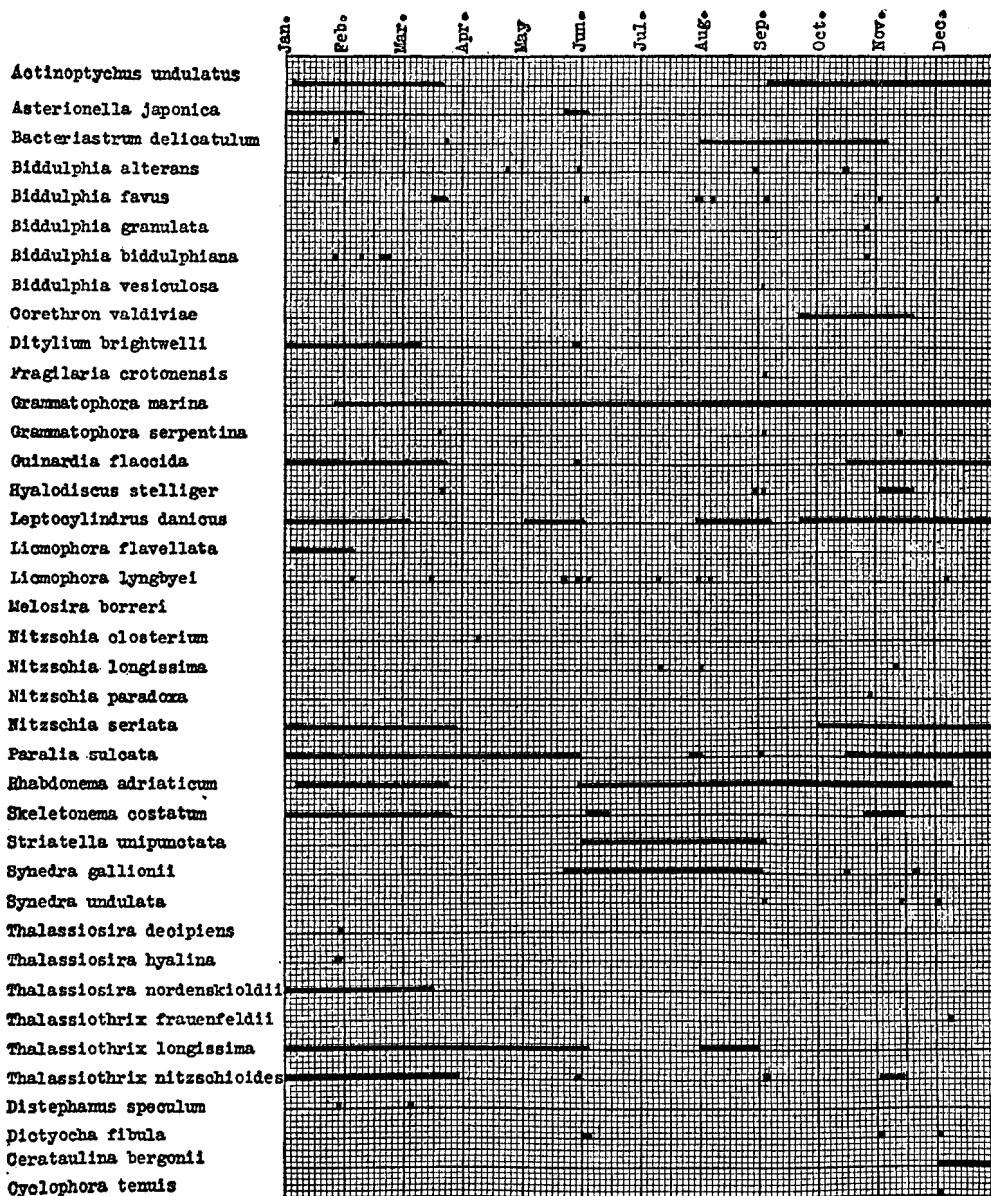 Jan. Feb. Mar. Apr. May Jun. Jul. Aug. Sep. Oct. Nov. Dec.
Actinoptychus undulatus
Asterionella japonica
Bacteriastrum delicatulum
Biddulphia alterans
Biddulphia favus
Biddulphia granulata
Biddulphia biddulphiana
Biddulphia vesiculosa
Corethron valdiviae
Ditylium brightwelli
Fragilaria crotonensis
Grammatophora marina
Grammatophora serpentina
Guinardia flaccida
Hyalodiscus stelliger
Leptocylindrus danicus
Licmophora flavellata
Licmophora lyngbyei
Melosira borreri
Nitzschia closterium
Nitzschia longissima
Nitzschia paradoxa
Nitzschia seriata
Paralia sulcata
Rhabdonema adriaticum
Skeletonema costatum
Striatella unipunctata
Synedra gallionii
Synedra undulata
Thalassiosira decipiens
Thalassiosira hyalina
Thalassiosira nordenskioldii
Thalassiothrix frauenfeldii
Thalassiothrix longissima
Thalassiothrix nitzschioides
Distephanus speculum
Dictyocha fibula
Cerataulina bergonii
Cyclophora tenuis